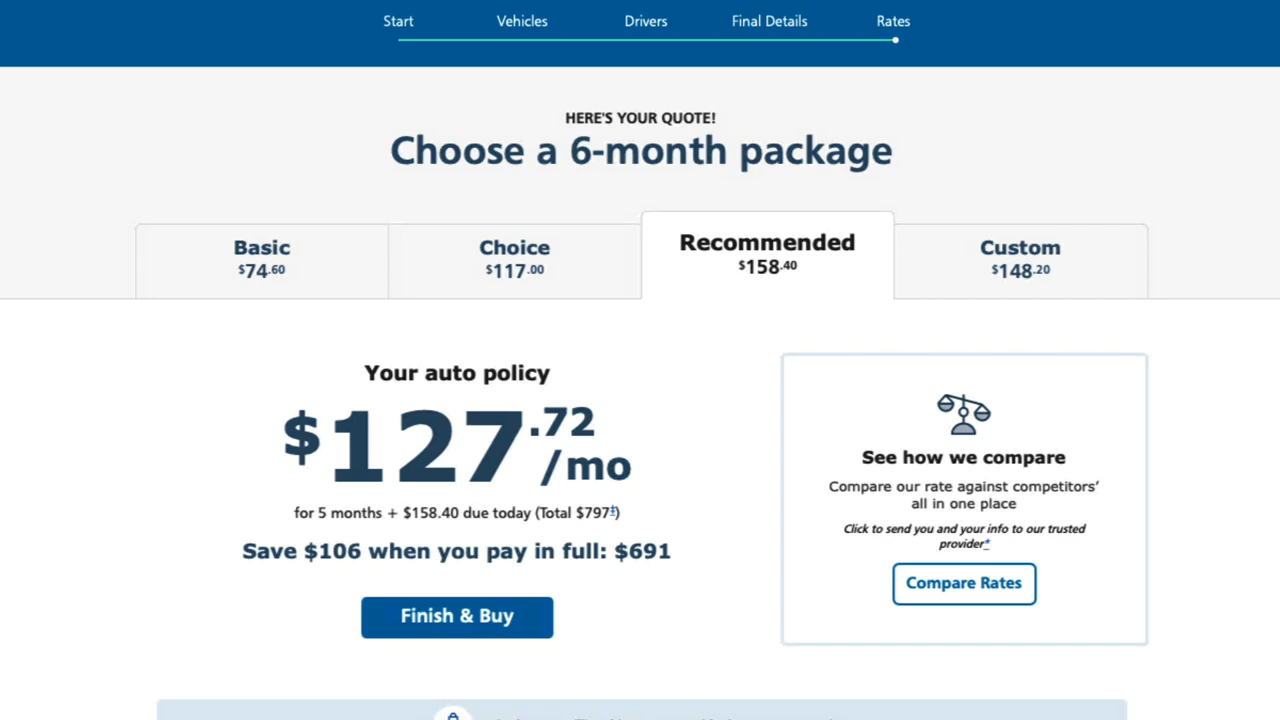 Start Vehicles Drivers Final Details Rates
HERE'S YOUR QUOTE!
Choose a 6-month package
Basic Choice Recommended Custom
$74.60 $117.00 $158.40 $148.20
Your auto policy
$127.72/mo
for 5 months + $158.40 due today (Total $797‡)
Save $106 when you pay in full: $691
Finish & Buy
See how we compare
Compare our rate against competitors'
all in one place
Click to send you and your info to our trusted
provider*
Compare Rates